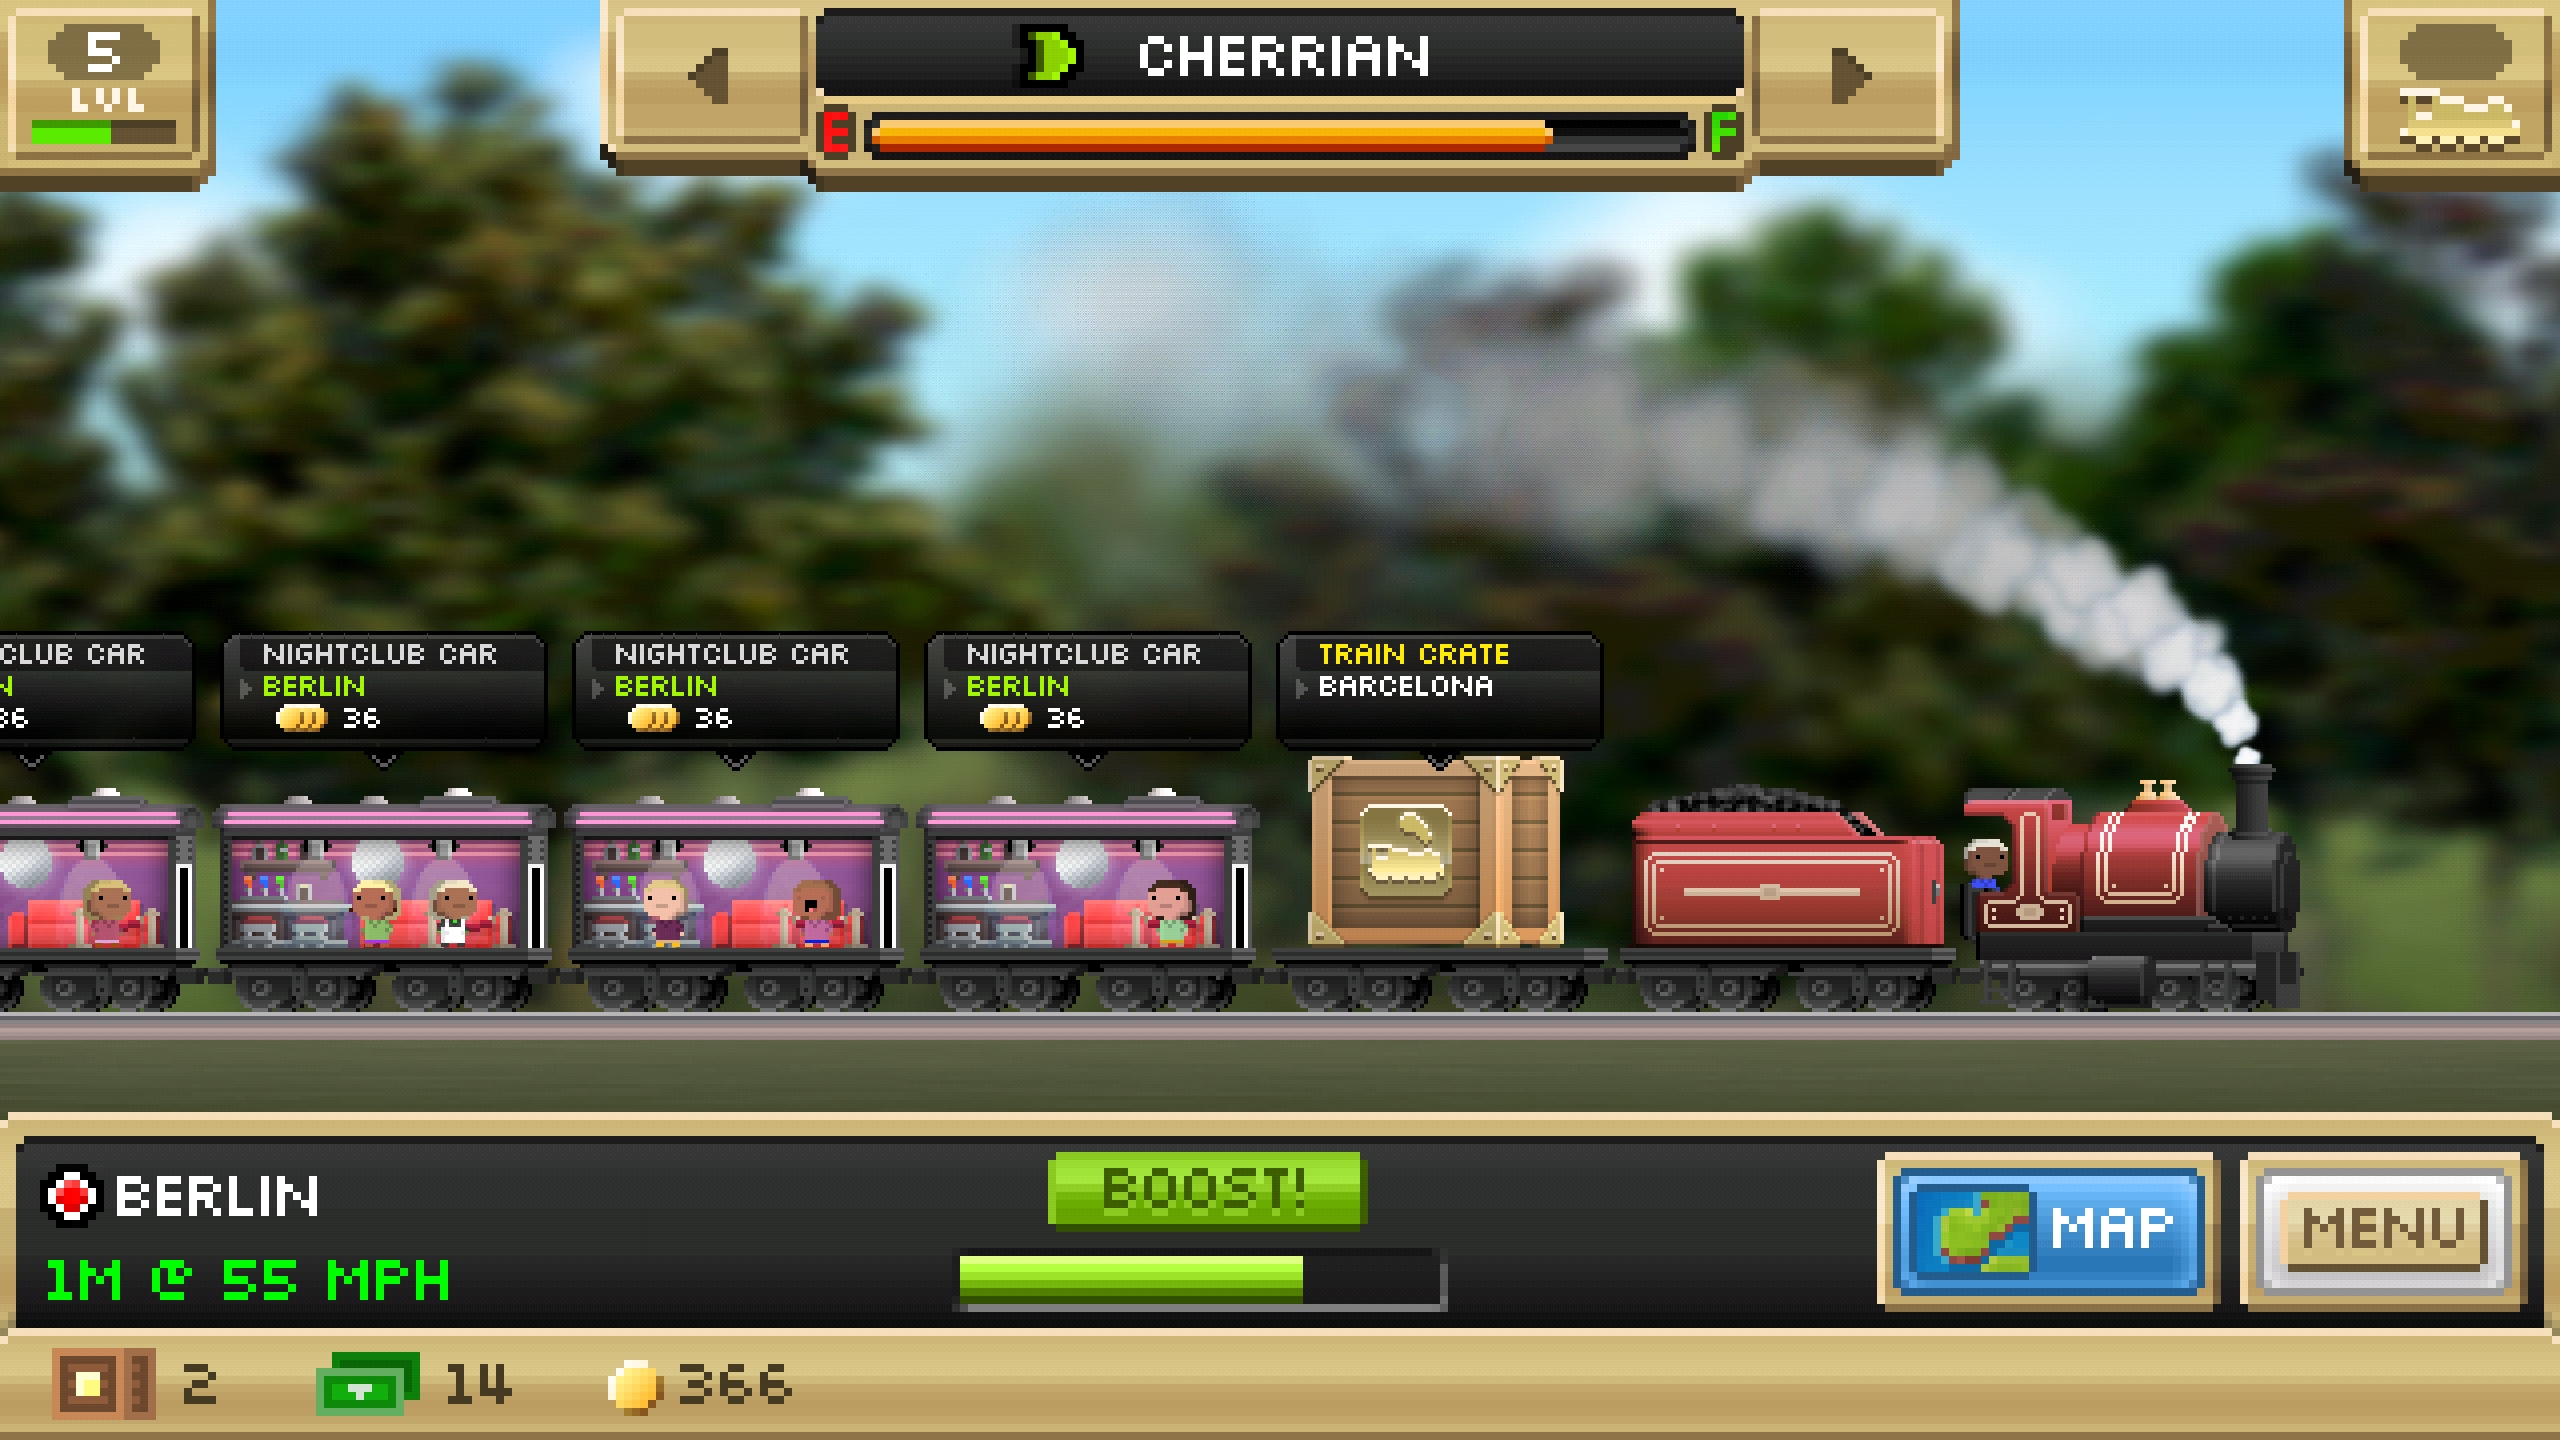 5
LVL
CHERRIAN
E
F
CLUB CAR
N
36
NIGHTCLUB CAR
BERLIN
36
NIGHTCLUB CAR
BERLIN
36
NIGHTCLUB CAR
BERLIN
36
TRAIN CRATE
BARCELONA
BERLIN
1M @ 55 MPH
BOOST!
MAP
MENU
2
14
366